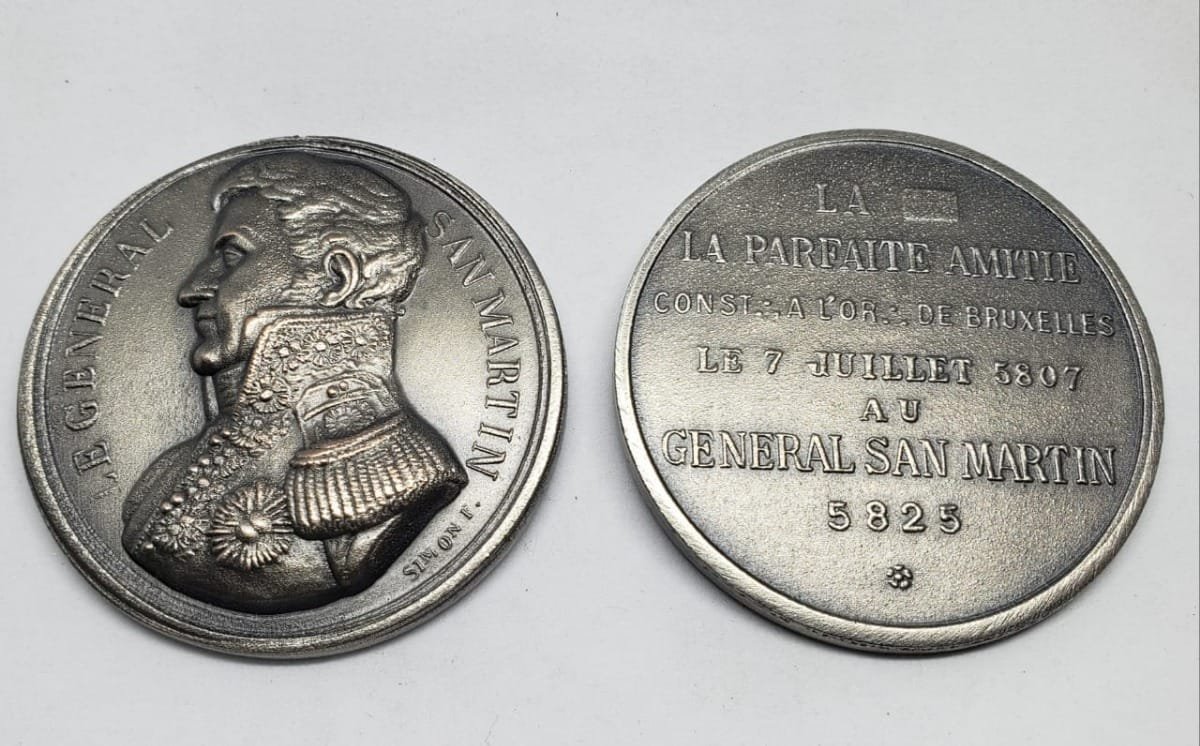 LE GENERAL SAN MARTIN
SIMON F.
LA
LA PARFAITE AMITIE
CONST.·. A L'OR.·. DE BRUXELLES
LE 7 JUILLET 5807
AU
GENERAL SAN MARTIN
5825